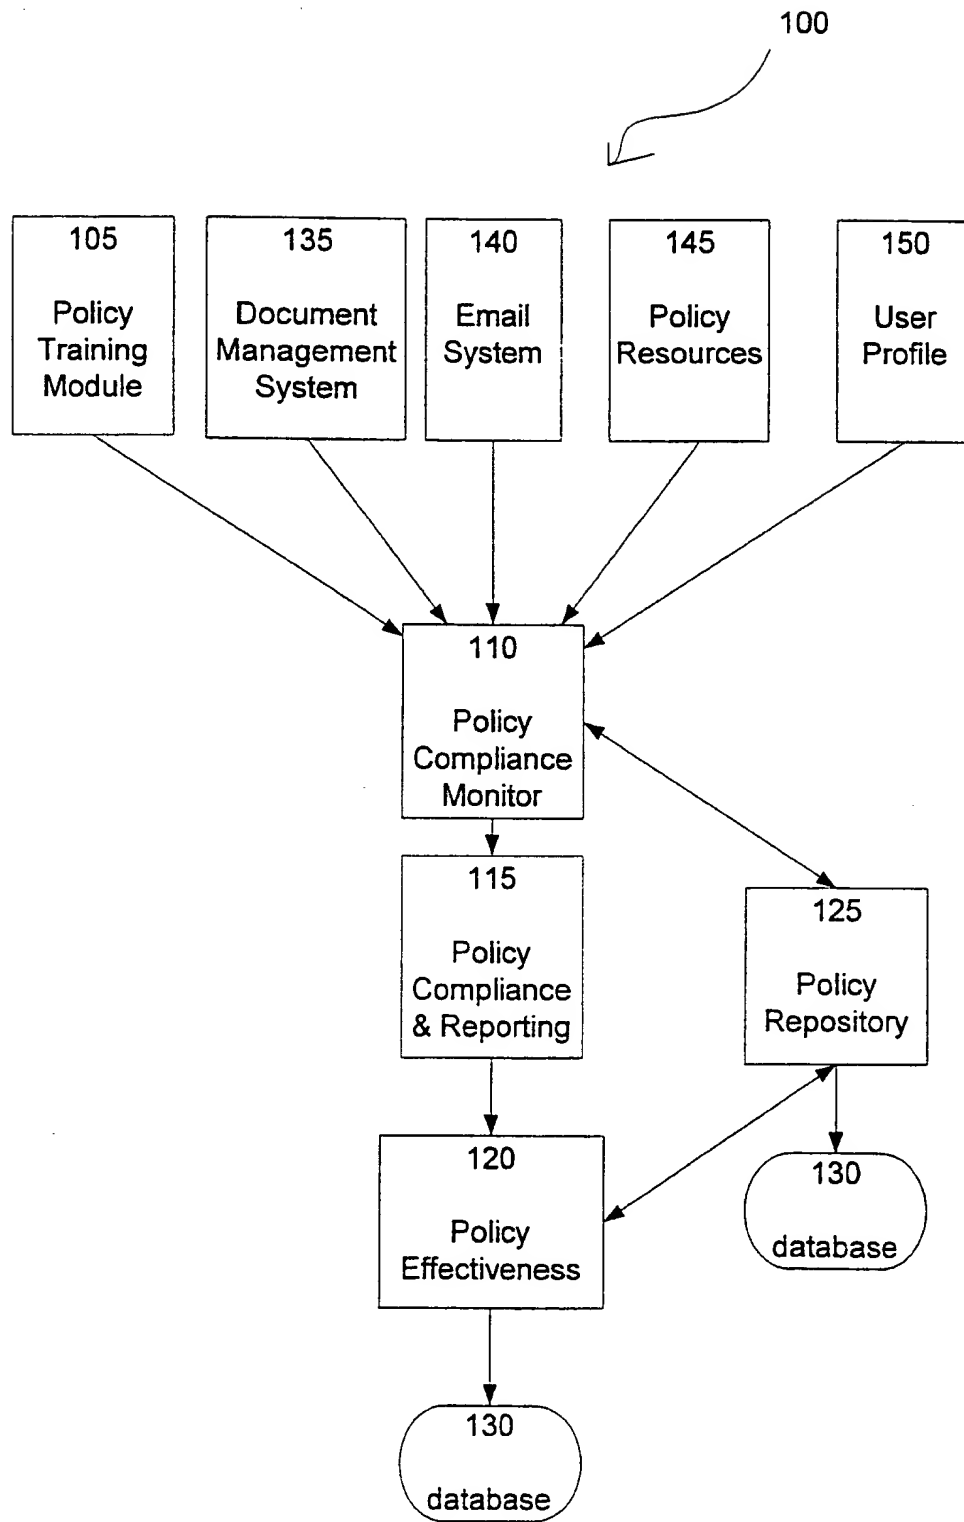 100
105
Policy
Training
Module
135
Document
Management
System
140
Email
System
145
Policy
Resources
150
User
Profile
110
Policy
Compliance
Monitor
115
Policy
Compliance
& Reporting
125
Policy
Repository
120
Policy
Effectiveness
130
database
130
database